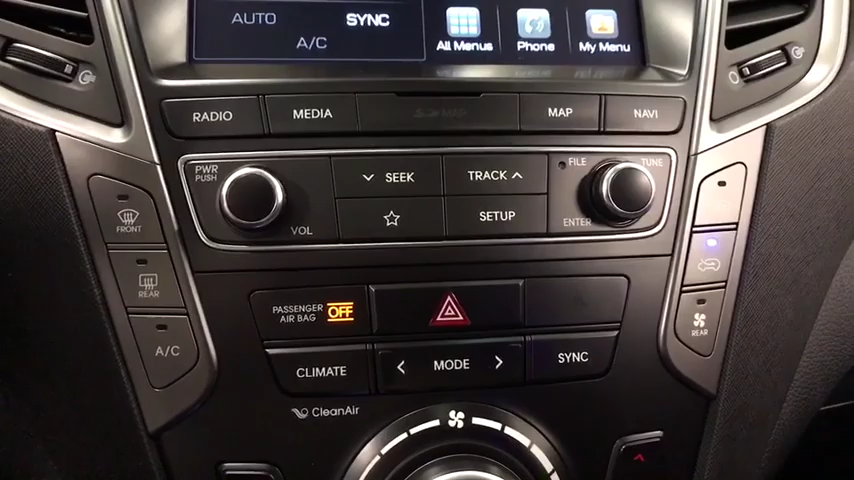 AUTO
SYNC
A/C
All Menus
Phone
My Menu
RADIO
MEDIA
MAP
NAVI
PWR
PUSH
VOL
SEEK
TRACK
SETUP
FILE
TUNE
ENTER
FRONT
REAR
A/C
REAR
PASSENGER
AIR BAG
OFF
CLIMATE
MODE
SYNC
CleanAir